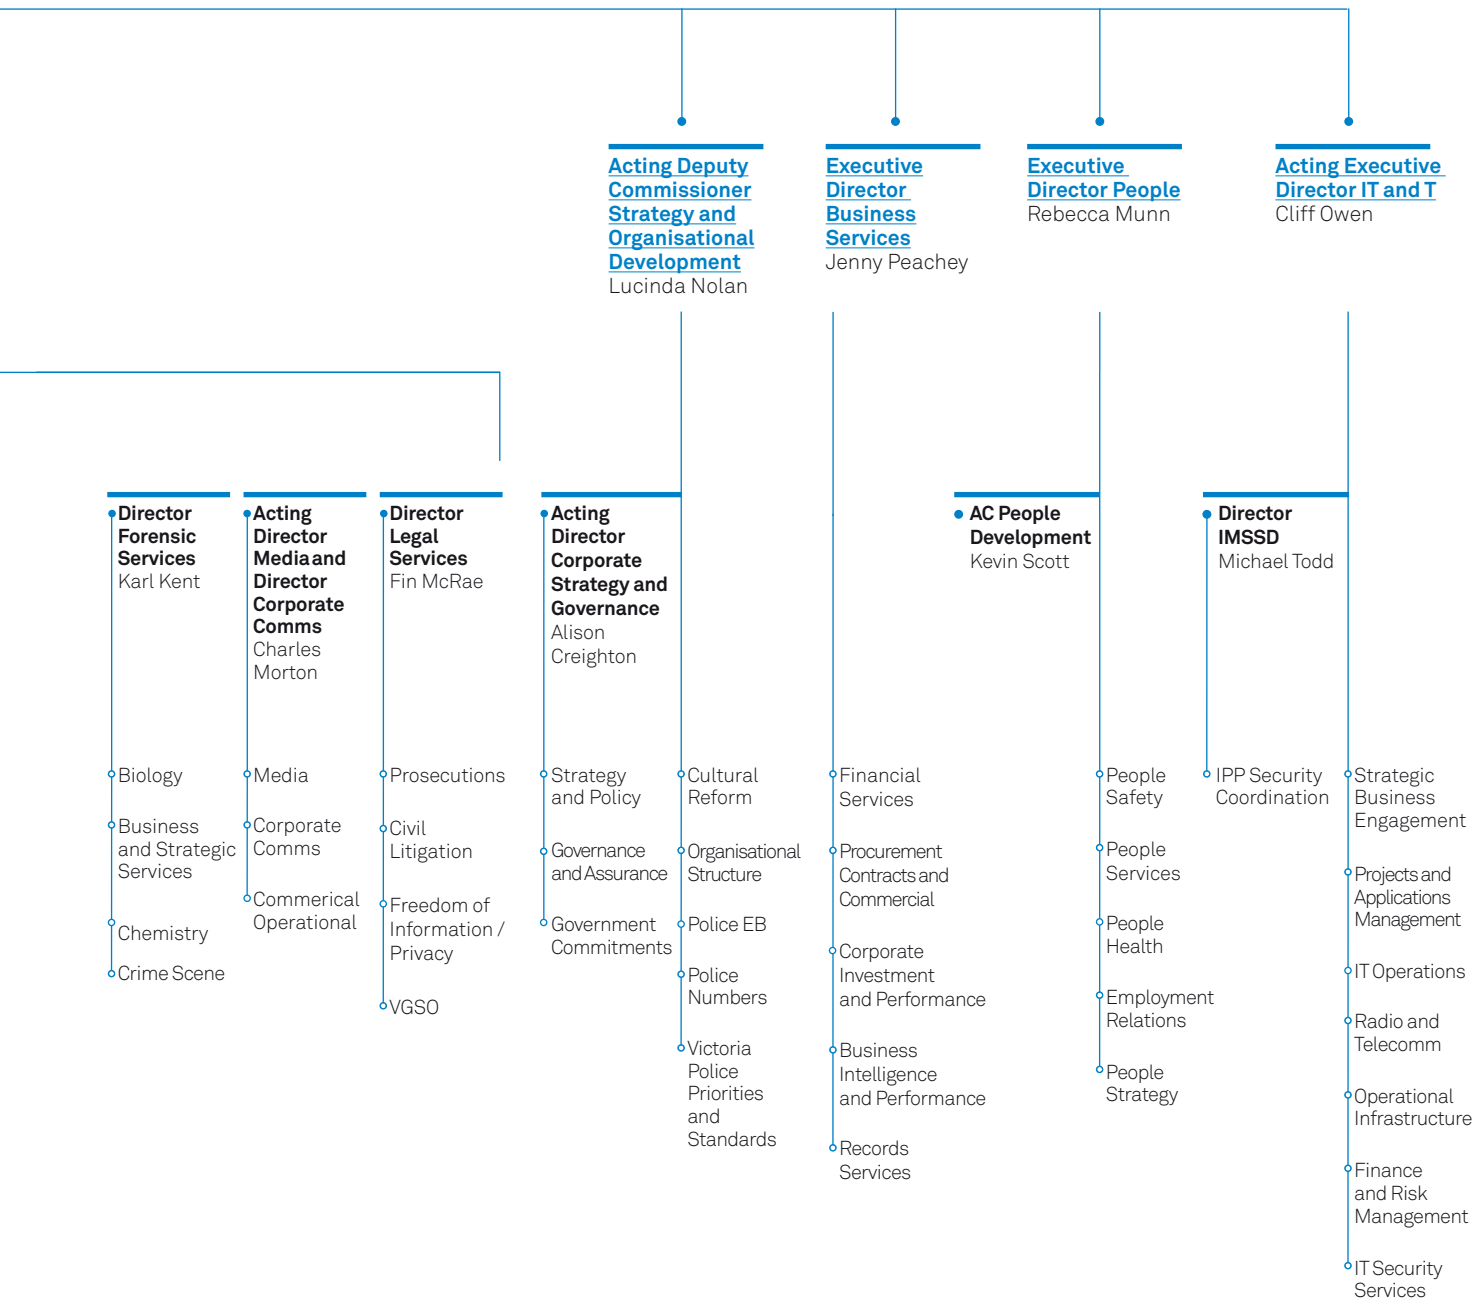 Acting Deputy
Commissioner
Strategy and
Organisational
Development
Lucinda Nolan
Executive
Director
Business
Services
Jenny Peachey
Executive
Director People
Rebecca Munn
Acting Executive
Director IT and T
Cliff Owen
Director
Forensic
Services
Karl Kent
Acting
Director
Media and
Director
Corporate
Comms
Charles
Morton
Director
Legal
Services
Fin McRae
Acting
Director
Corporate
Strategy and
Governance
Alison
Creighton
AC People
Development
Kevin Scott
Director
IMSSD
Michael Todd
Biology
Business
and Strategic
Services
Chemistry
Crime Scene
Media
Corporate
Comms
Commerical
Operational
Prosecutions
Civil
Litigation
Freedom of
Information /
Privacy
VGSO
Strategy
and Policy
Governance
and Assurance
Government
Commitments
Cultural
Reform
Organisational
Structure
Police EB
Police
Numbers
Victoria
Police
Priorities
and
Standards
Financial
Services
Procurement
Contracts and
Commercial
Corporate
Investment
and Performance
Business
Intelligence
and Performance
Records
Services
People
Safety
People
Services
People
Health
Employment
Relations
People
Strategy
IPP Security
Coordination
Strategic
Business
Engagement
Projects and
Applications
Management
IT Operations
Radio and
Telecomm
Operational
Infrastructure
Finance
and Risk
Management
IT Security
Services